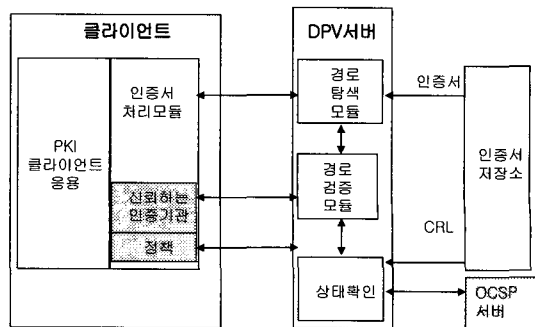 클라이언트
DPV서버
PKI
클라이언트
응용
인증서
처리모듈
신뢰하는
인증기관
정책
경로
탐색
모듈
경로
검증
모듈
상태확인
인증서
CRL
인증서
저장소
OCSP
서버